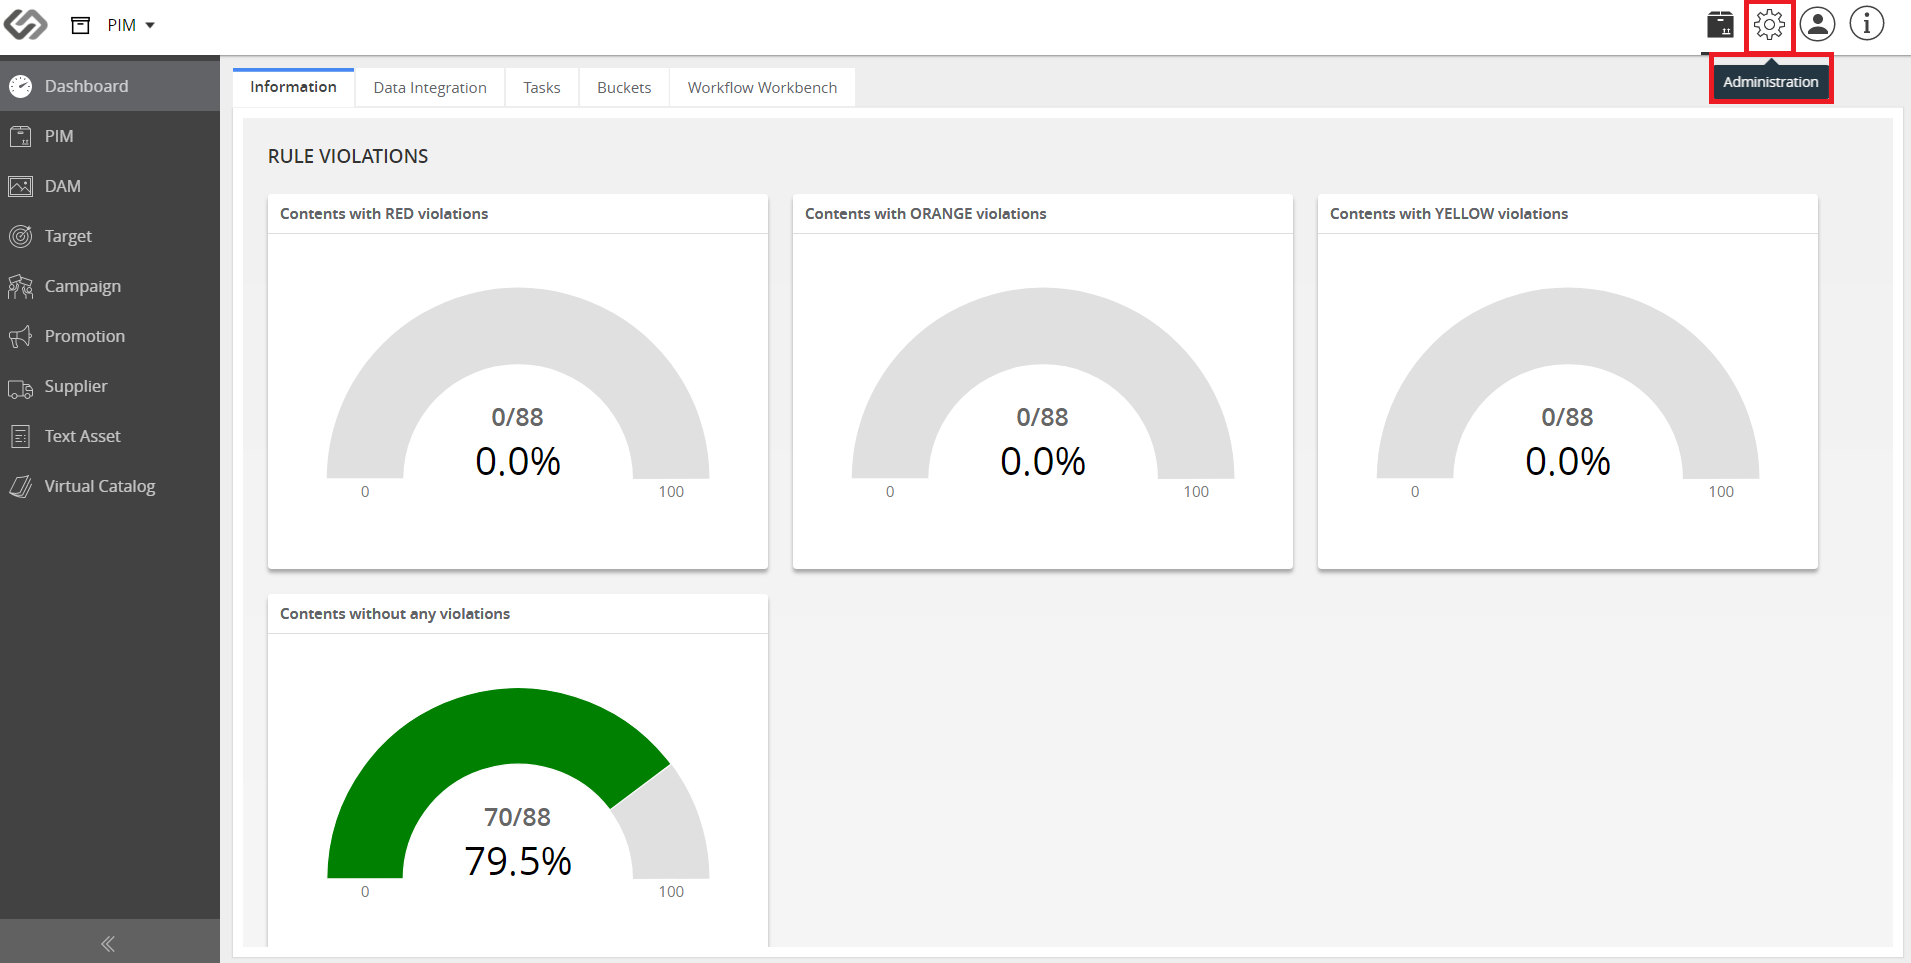 PIM
Administration
Dashboard
PIM
DAM
Target
Campaign
Promotion
Supplier
Text Asset
Virtual Catalog
Information
Data Integration
Tasks
Buckets
Workflow Workbench
RULE VIOLATIONS
Contents with RED violations
0/88
0.0%
0
100
Contents with ORANGE violations
0/88
0.0%
0
100
Contents with YELLOW violations
0/88
0.0%
0
100
Contents without any violations
70/88
79.5%
0
100